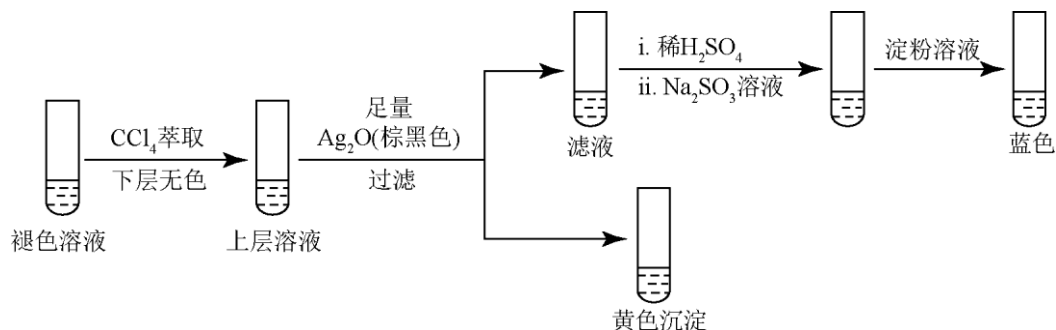 i. 稀H₂SO₄
ii. Na₂SO₃溶液
淀粉溶液
滤液
蓝色
足量
Ag₂O(棕黑色)
过滤
CCl₄萃取
下层无色
褪色溶液
上层溶液
黄色沉淀